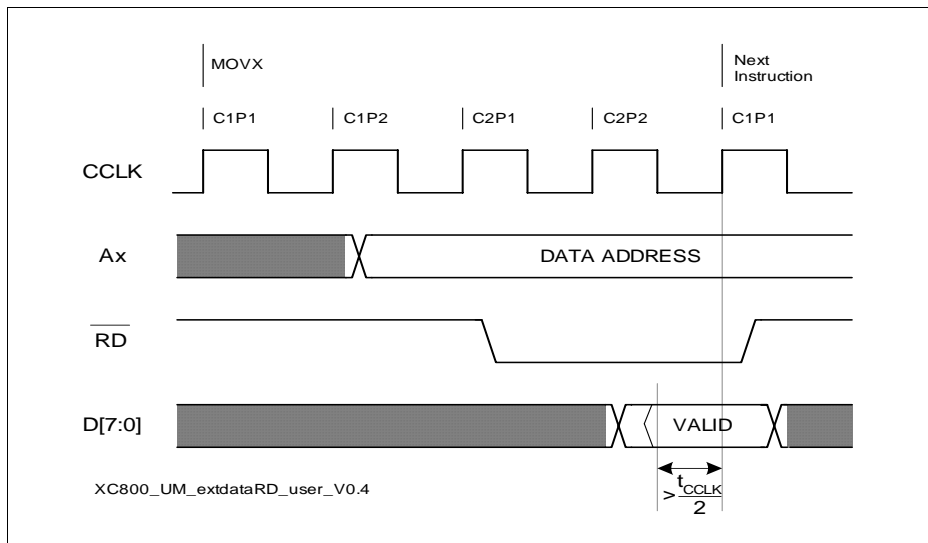 MOVX
Next
Instruction
C1P1 C1P2 C2P1 C2P2 C1P1
CCLK
Ax DATA ADDRESS
RD
D[7:0] VALID
XC800_UM_extdataRD_user_V0.4
> tCCLK
2